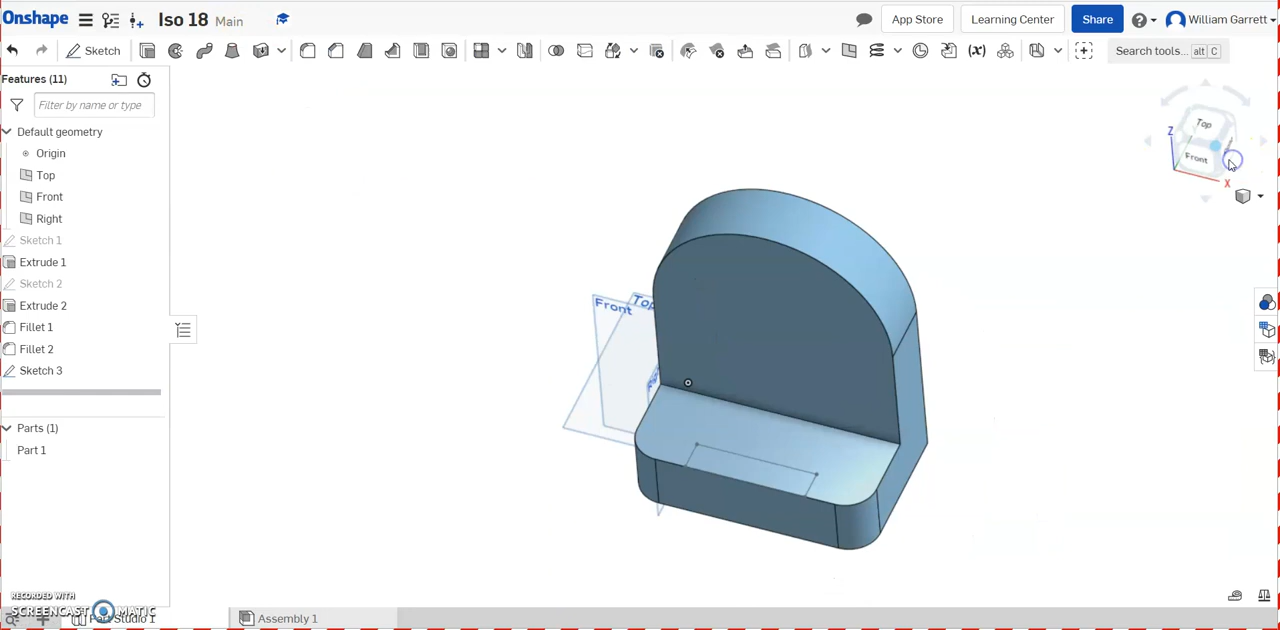 Onshape
Iso 18 Main
App Store
Learning Center
Share
William Garrett
Sketch
Search tools... alt C
Features (11)
Filter by name or type
Default geometry
Origin
Top
Front
Right
Sketch 1
Extrude 1
Sketch 2
Extrude 2
Fillet 1
Fillet 2
Sketch 3
Parts (1)
Part 1
Front
Top
Top
Front
Z
X
(x)
RECORDED WITH
SCREENCAST MATIC
Part Studio 1
Assembly 1